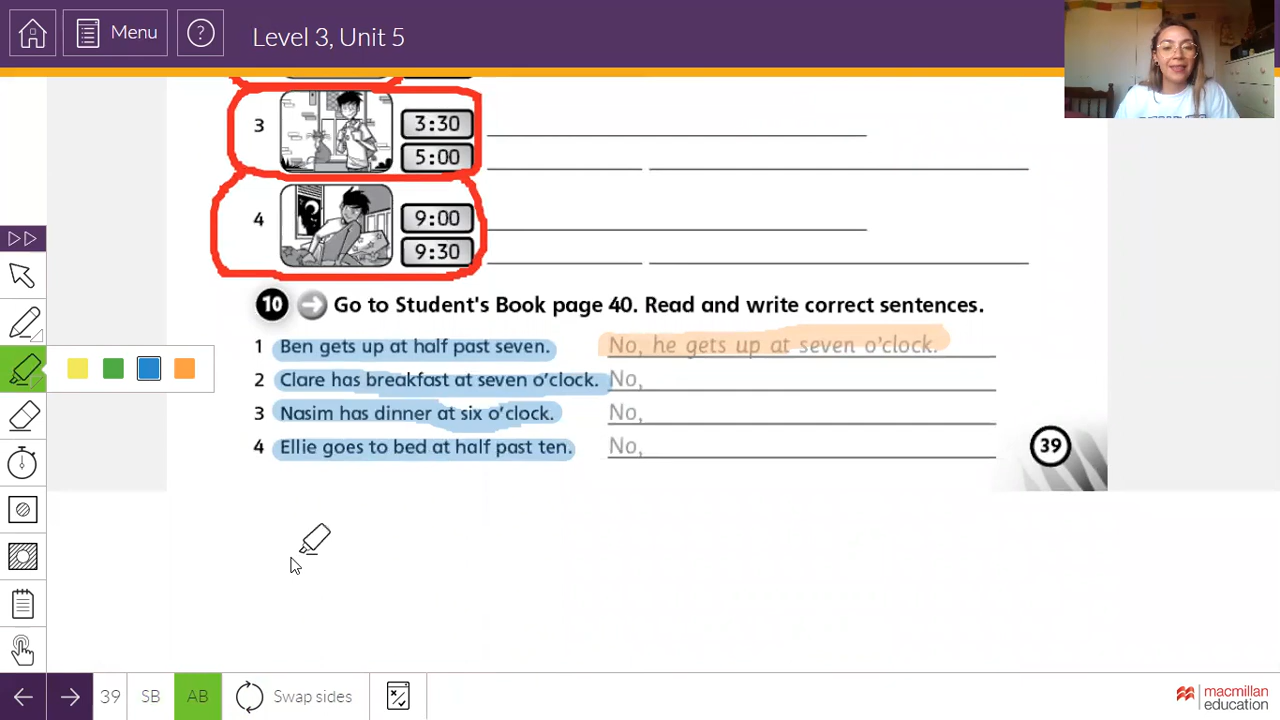 Menu
?
Level 3, Unit 5
3
3:30
5:00
4
9:00
9:30
10 Go to Student's Book page 40. Read and write correct sentences.
1 Ben gets up at half past seven. No, he gets up at seven o'clock.
2 Clare has breakfast at seven o'clock. No,
3 Nasim has dinner at six o'clock. No,
4 Ellie goes to bed at half past ten. No,
39
39 SB AB Swap sides
macmillan
education